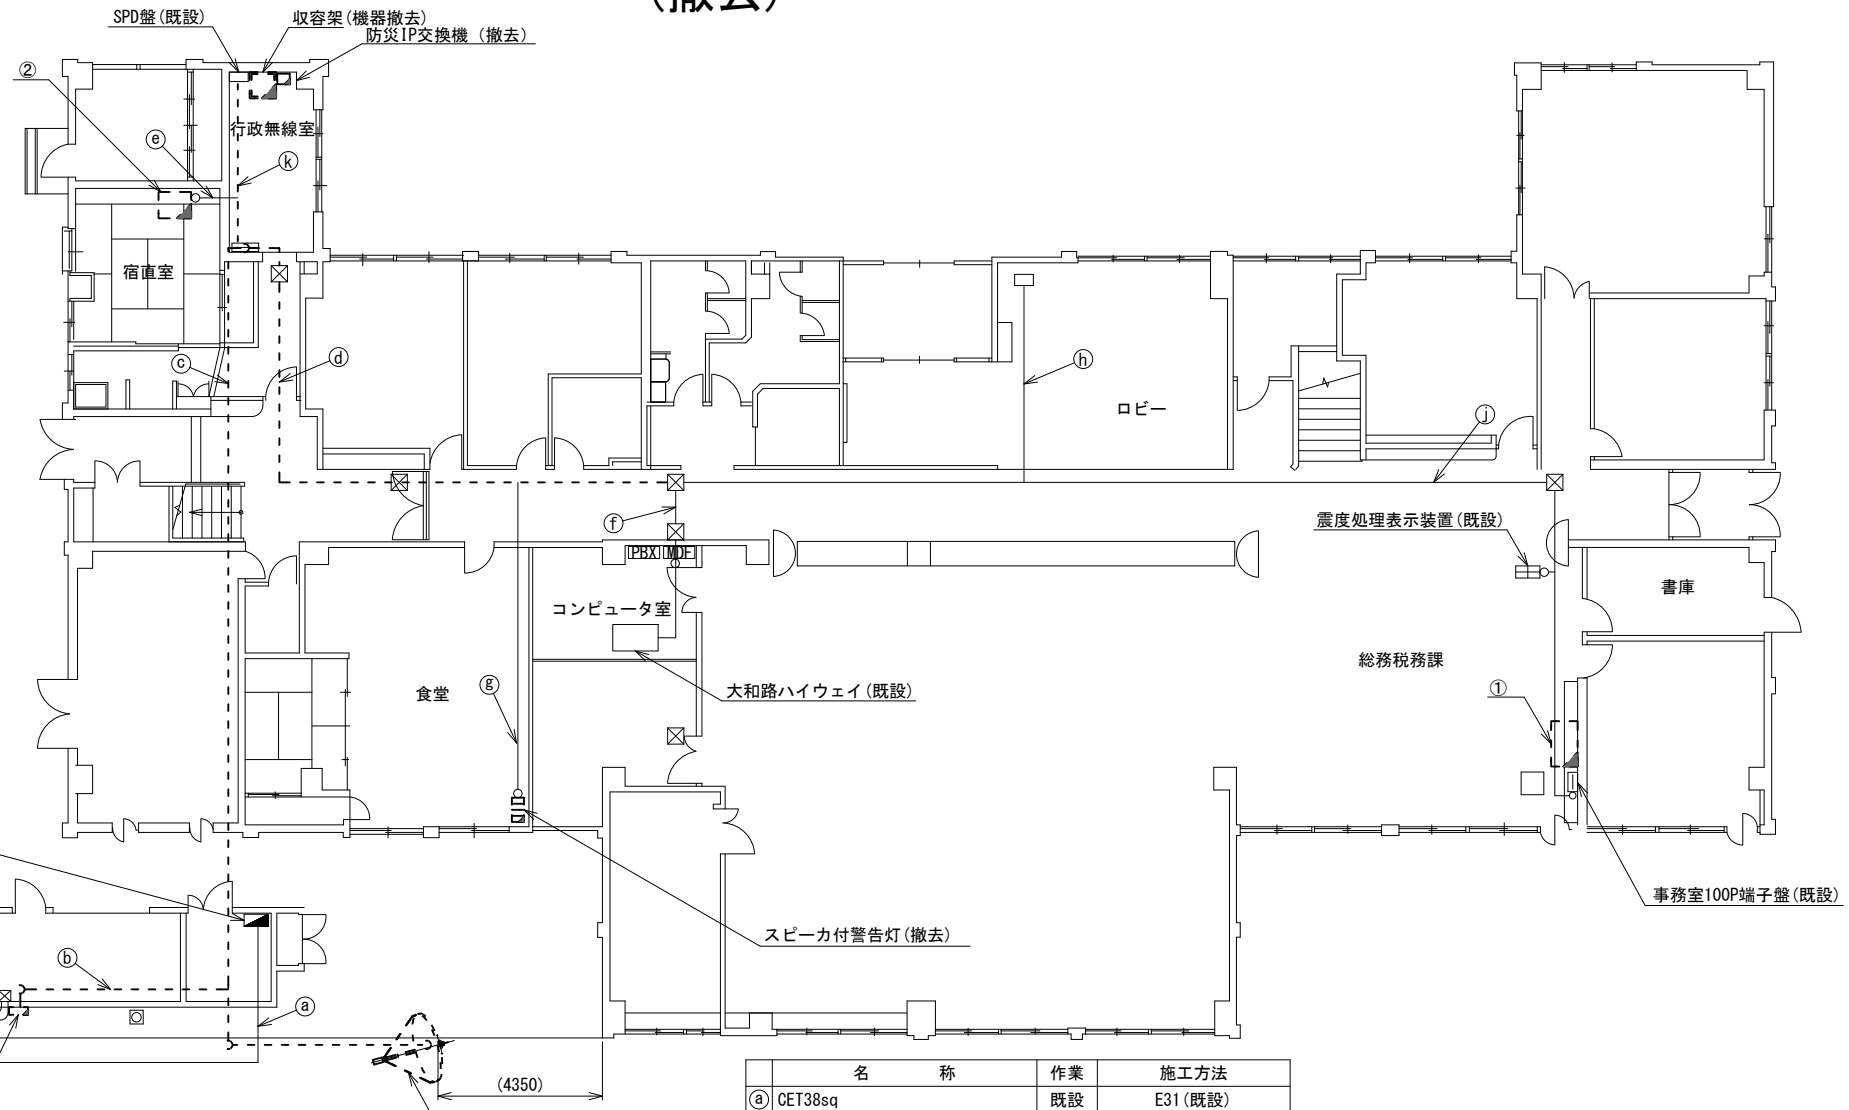 (撤去)
SPD盤(既設)
収容架(機器撤去)
防災IP交換機（撤去）
②
行政無線室
ⓔ
ⓚ
宿直室
ⓒ
ⓓ
ⓗ
ロビー
ⓙ
ⓕ
震度処理表示装置(既設)
PBX
MDF
書庫
コンピュータ室
総務税務課
ⓖ
大和路ハイウェイ(既設)
①
食堂
事務室100P端子盤(既設)
スピーカ付警告灯(撤去)
ⓑ
ⓐ
(4350)
名 称 作業 施工方法
ⓐ CET38sq 既設 E31(既設)